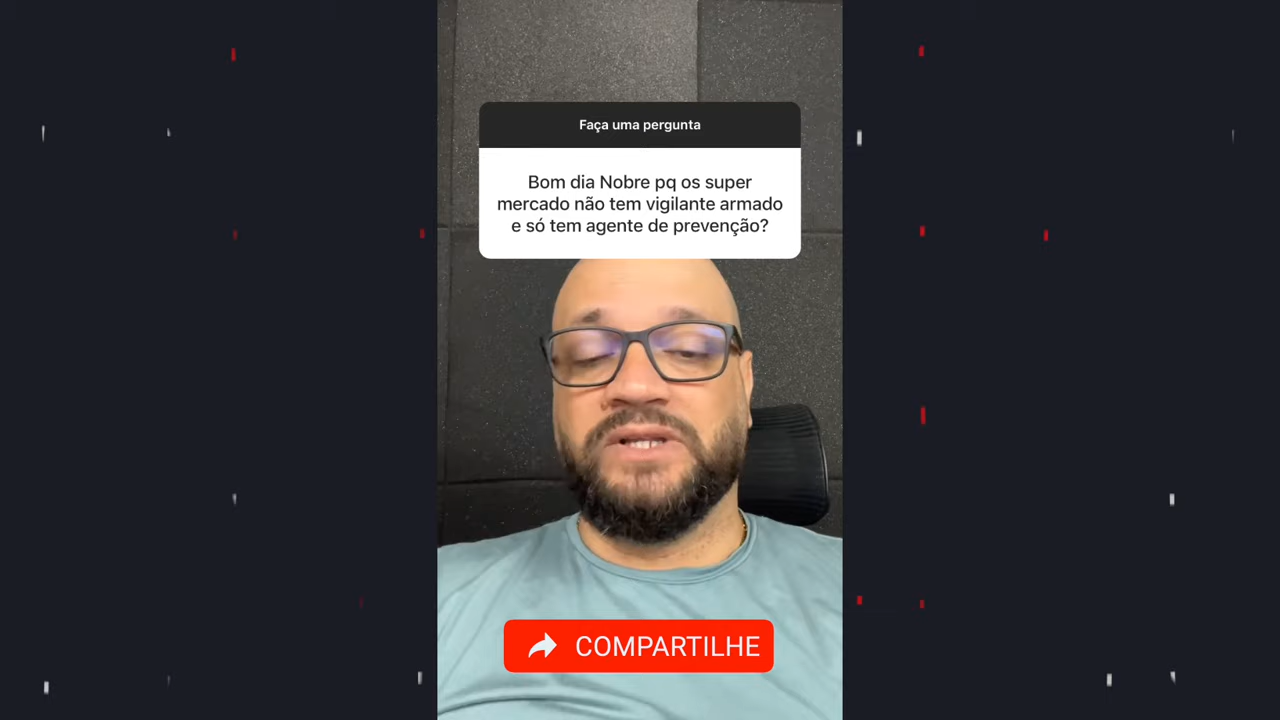 Faça uma pergunta
Bom dia Nobre pq os super
mercado não tem vigilante armado
e só tem agente de prevenção?
COMPARTILHE